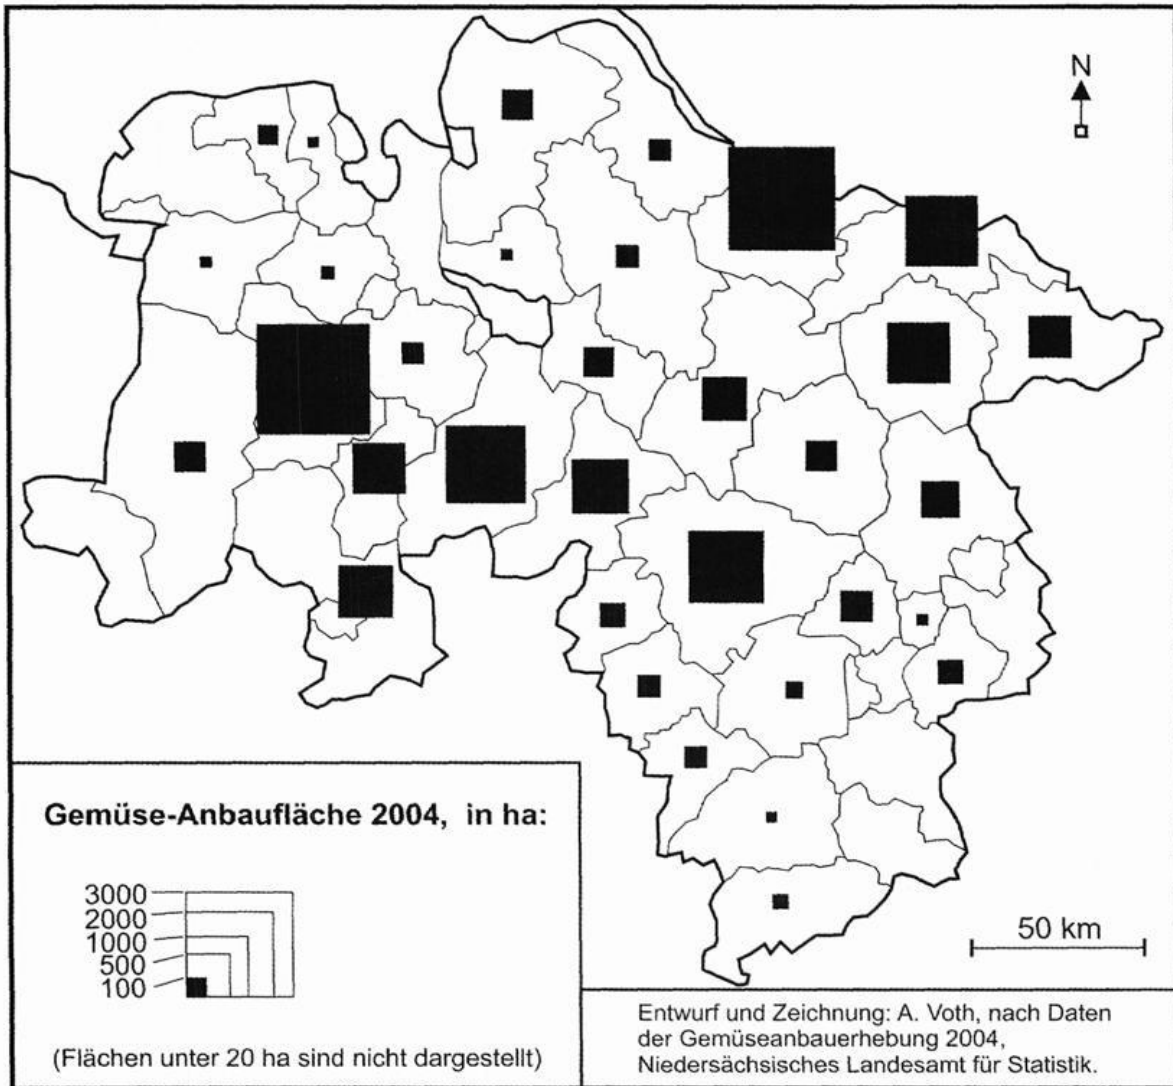 N
Gemüse-Anbaufläche 2004, in ha:
3000
2000
1000
500
100
(Flächen unter 20 ha sind nicht dargestellt)
50 km
Entwurf und Zeichnung: A. Voth, nach Daten
der Gemüseanbauerhebung 2004,
Niedersächsisches Landesamt für Statistik.